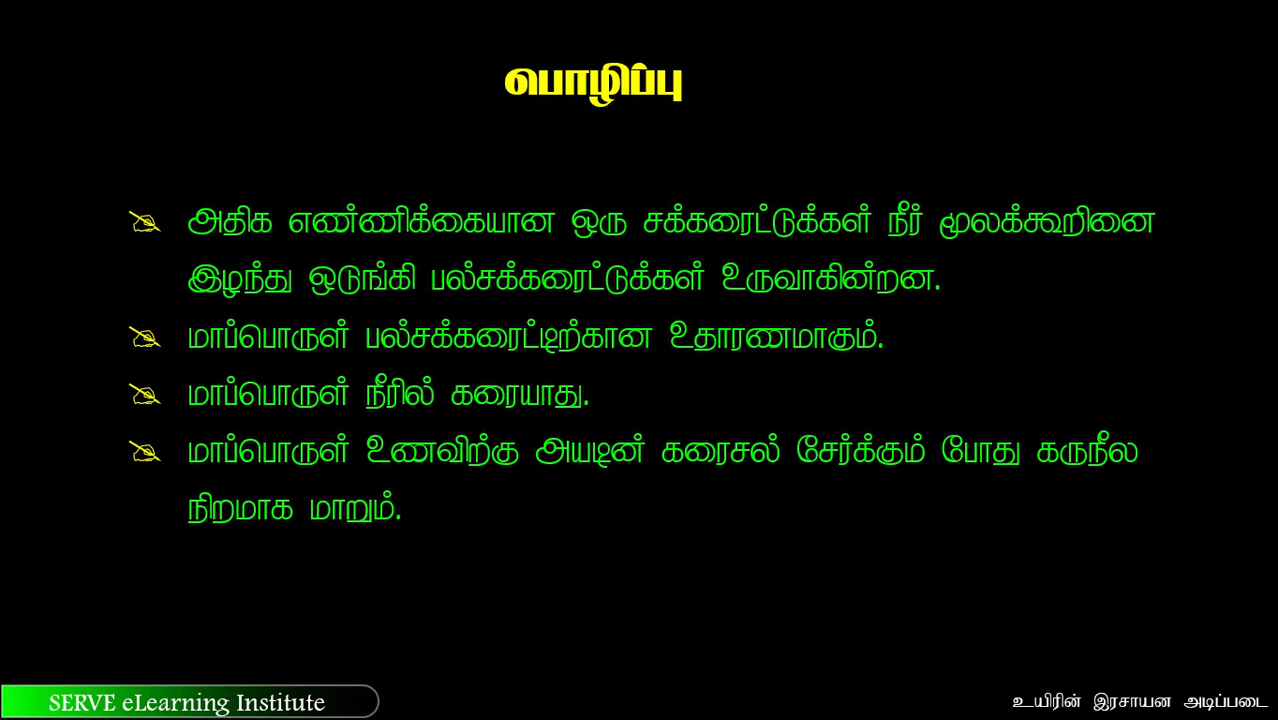 பொழிப்பு
அதிக எண்ணிக்கையான ஒரு சக்கரைட்டுக்கள் நீர் மூலக்கூறினை
இழந்து ஒடுங்கி பல்சக்கரைட்டுக்கள் உருவாகின்றன.
மாப்பொருள் பல்சக்கரைட்டிற்கான உதாரணமாகும்.
மாப்பொருள் நீரில் கரையாது.
மாப்பொருள் உணவிற்கு அயடின் கரைசல் சேர்க்கும் போது கருநீல
நிறமாக மாறும்.
SERVE eLearning Institute
உயிரின் இரசாயன அடிப்படை